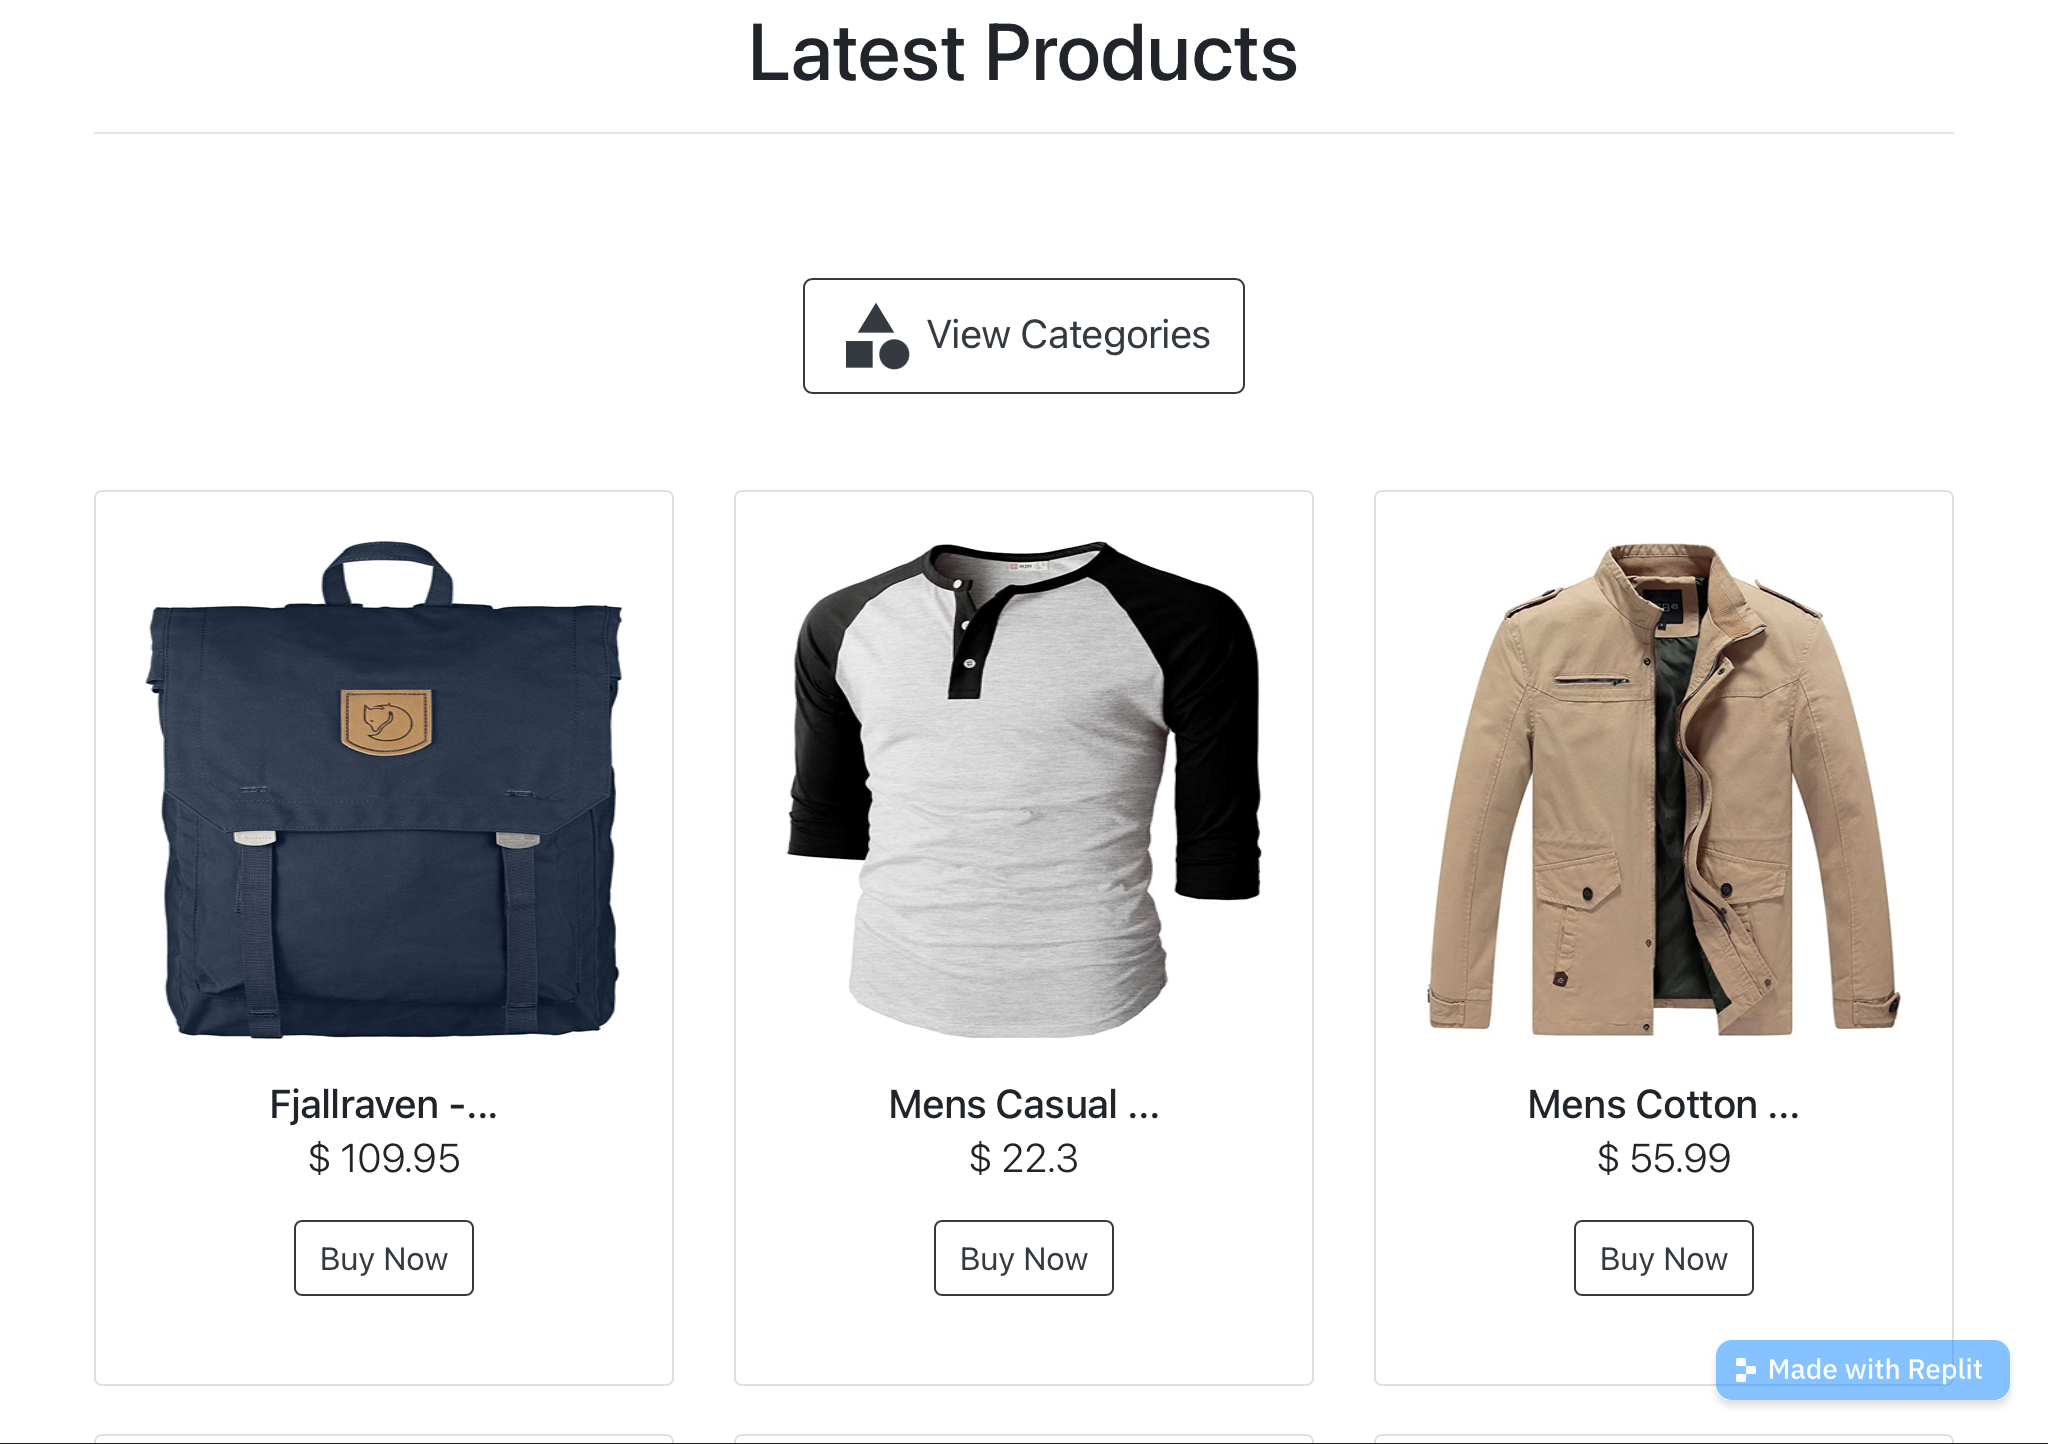 Latest Products
View Categories
Fjallraven -...
$ 109.95
Buy Now
Mens Casual ...
$ 22.3
Buy Now
Mens Cotton ...
$ 55.99
Buy Now
Made with Replit